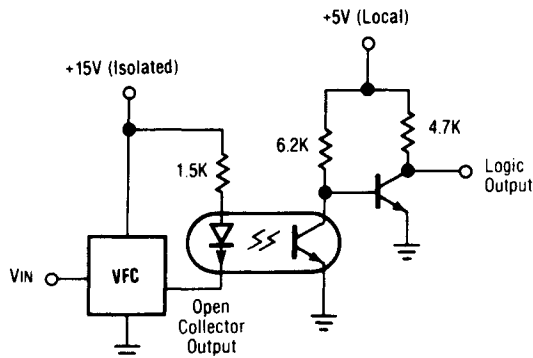 +5V (Local)
+15V (Isolated)
6.2K
4.7K
1.5K
Logic
Output
VIN
VFC
Open
Collector
Output